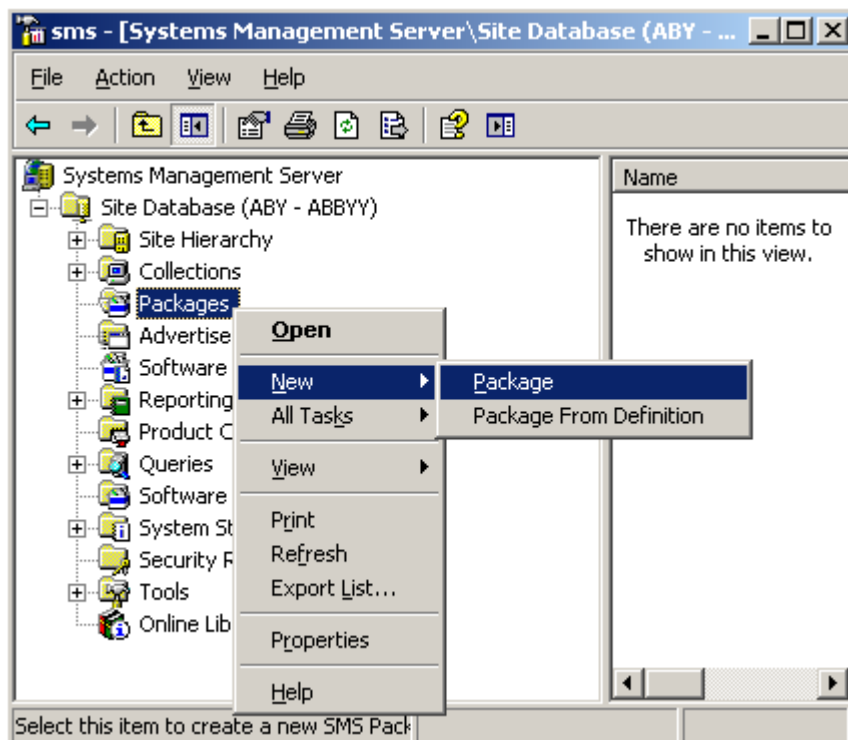 sms - [Systems Management Server\Site Database (ABY - ...
File Action View Help
Systems Management Server
Site Database (ABY - ABBYY)
Site Hierarchy
Collections
Packages
Advertise
Software
Reporting
Product C
Queries
Software
System St
Security R
Tools
Online Lib
Open
New
All Tasks
View
Print
Refresh
Export List...
Properties
Help
Package
Package From Definition
Name
There are no items to
show in this view.
Select this item to create a new SMS Pack